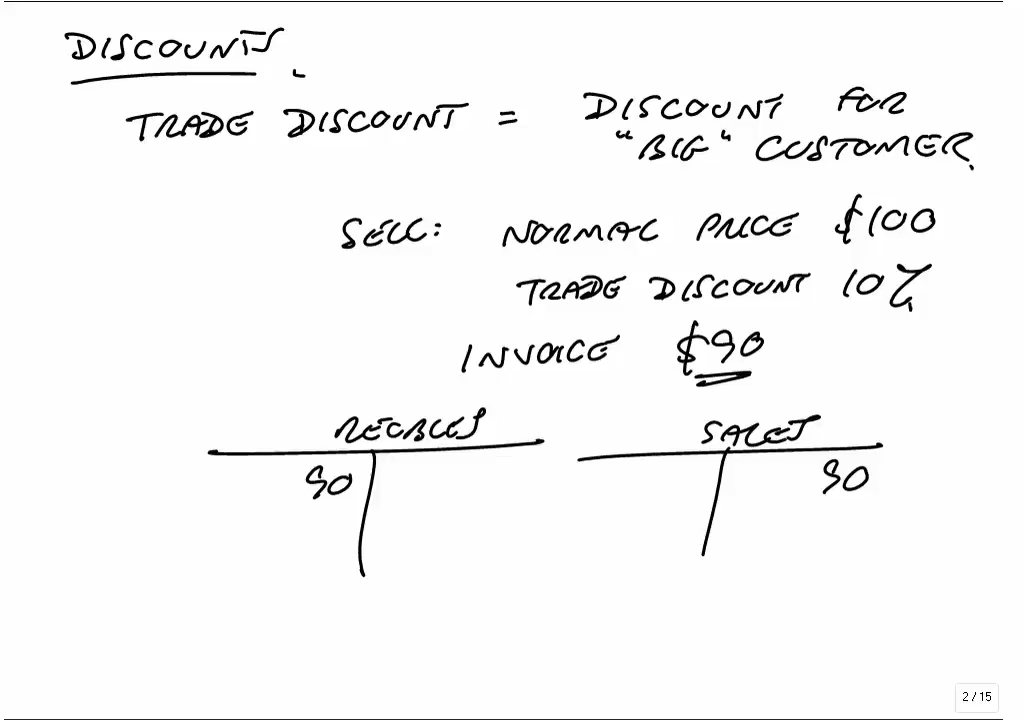 DISCOUNTS.
TRADE DISCOUNT = DISCOUNT FOR
"BIG" CUSTOMER.
SELL: NORMAL PRICE $100
TRADE DISCOUNT 10%
INVOICE $90
RECBLES SALES
90 90
2 / 15